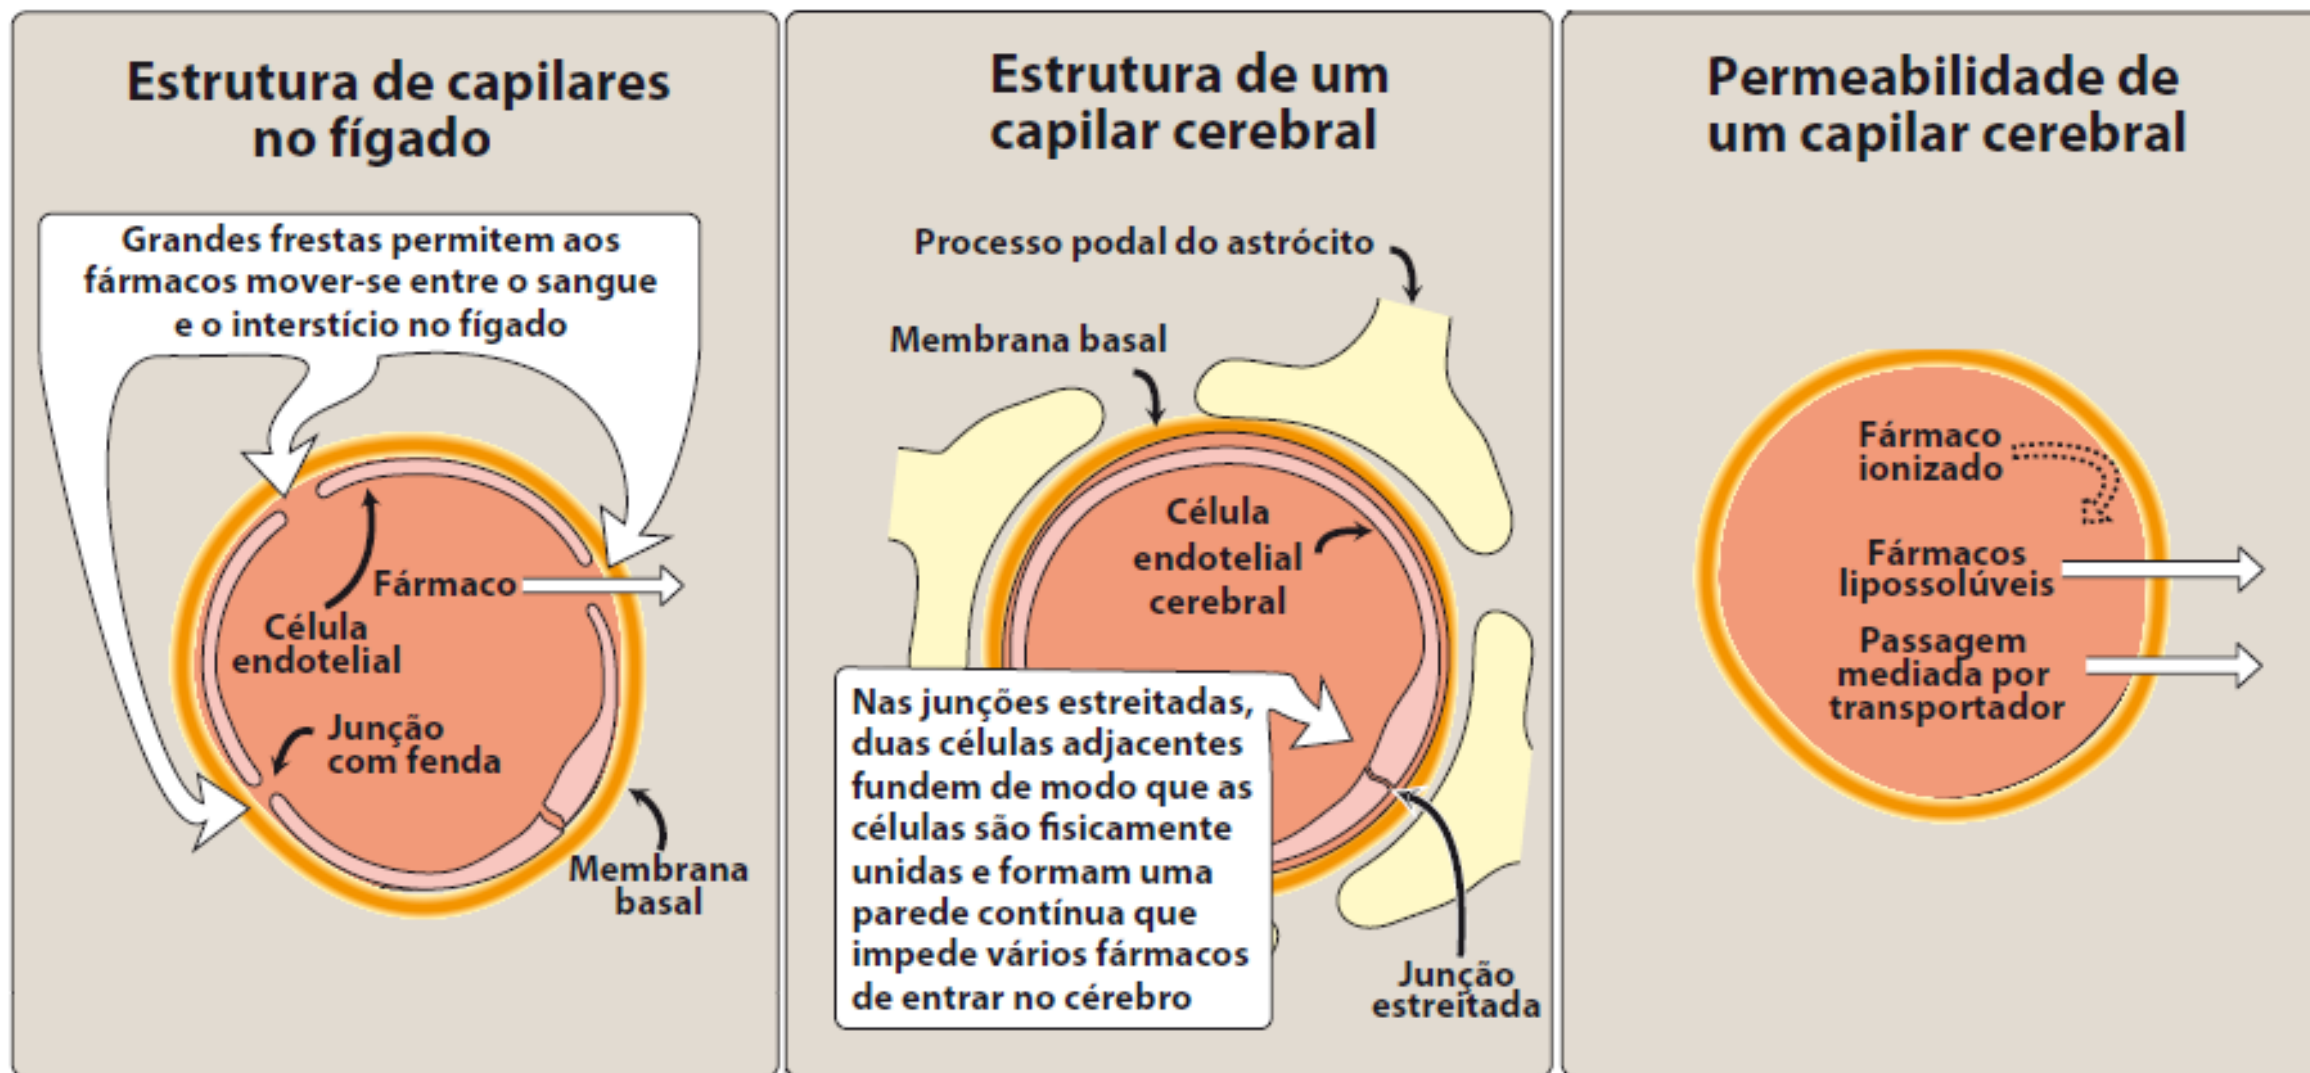 Estrutura de capilares
no fígado
Grandes frestas permitem aos
fármacos mover-se entre o sangue
e o interstício no fígado
Fármaco
Célula
endotelial
Junção
com fenda
Membrana
basal
Estrutura de um
capilar cerebral
Processo podal do astrócito
Membrana basal
Célula
endotelial
cerebral
Nas junções estreitadas,
duas células adjacentes
fundem de modo que as
células são fisicamente
unidas e formam uma
parede contínua que
impede vários fármacos
de entrar no cérebro
Junção
estreitada
Permeabilidade de
um capilar cerebral
Fármaco
ionizado
Fármacos
lipossolúveis
Passagem
mediada por
transportador